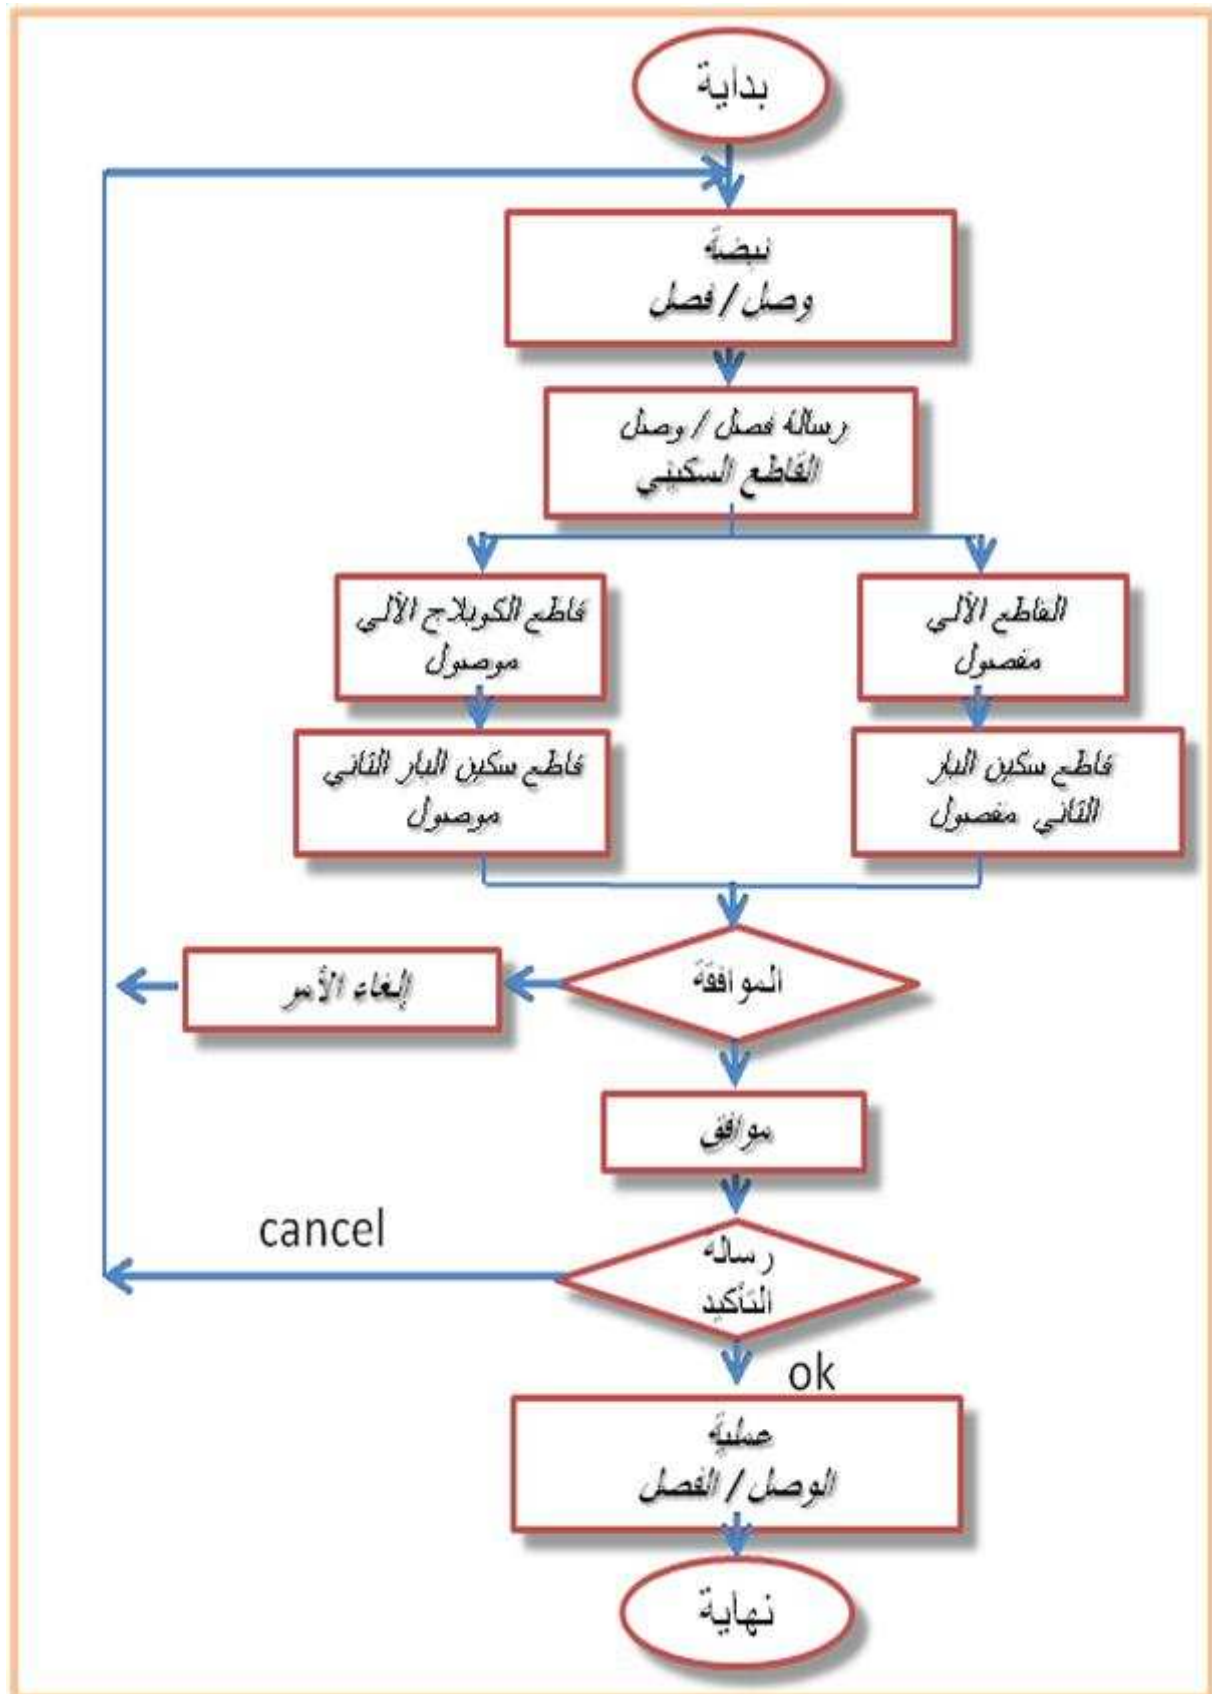 بداية
نبضة
وصل / فصل
رسالة فصل / وصل
القاطع السكيني
القاطع الآلي
مفصول
قاطع الكوبلاج الآلي
موصول
قاطع سكين البار
الثاني مفصول
قاطع سكين البار الثاني
موصول
الموافقة
إلغاء الأمر
موافق
cancel
رساله
التأكيد
ok
عملية
الوصل / الفصل
نهاية